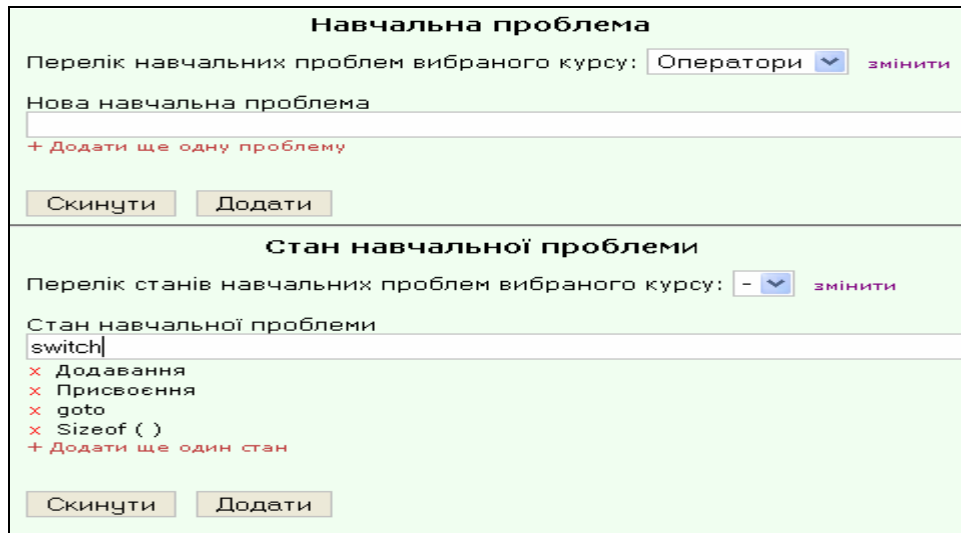 Навчальна проблема
Перелік навчальних проблем вибраного курсу: Оператори змінити
Нова навчальна проблема
+ Додати ще одну проблему
Скинути Додати
Стан навчальної проблеми
Перелік станів навчальних проблем вибраного курсу: - змінити
Стан навчальної проблеми
switch
x Додавання
x Присвоєння
x goto
x Sizeof ( )
+ Додати ще один стан
Скинути Додати